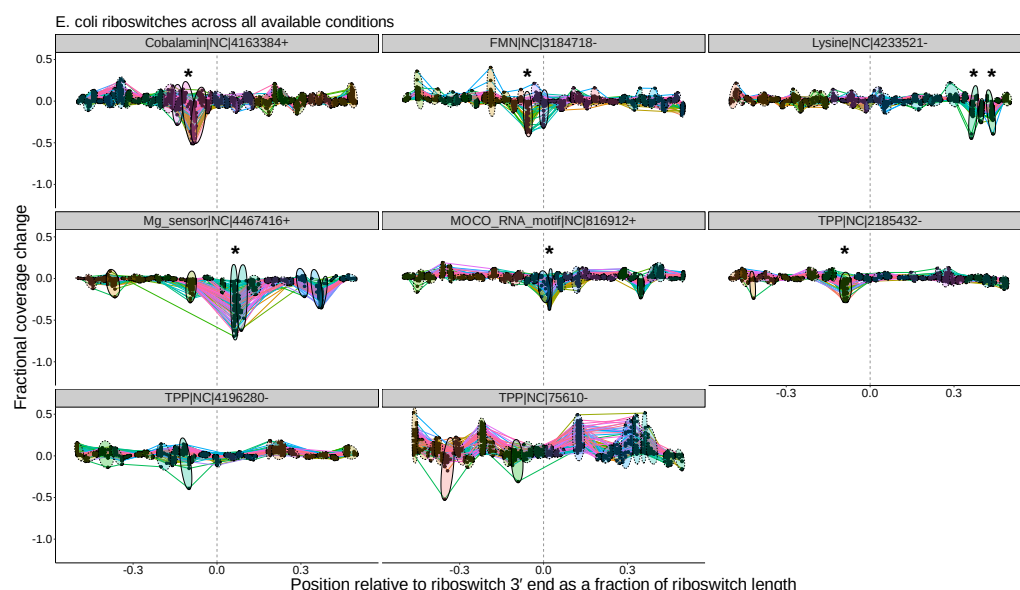 E. coli riboswitches across all available conditions
Cobalamin|NC|4163384+
FMN|NC|3184718-
Lysine|NC|4233521-
0.5
0.0
-0.5
-1.0
*
*
* *
Mg_sensor|NC|4467416+
MOCO_RNA_motif|NC|816912+
TPP|NC|2185432-
0.5
0.0
-0.5
-1.0
*
*
*
-0.3 0.0 0.3
TPP|NC|4196280-
TPP|NC|75610-
0.5
0.0
-0.5
-1.0
-0.3 0.0 0.3
-0.3 0.0 0.3
Fractional coverage change
Position relative to riboswitch 3′ end as a fraction of riboswitch length